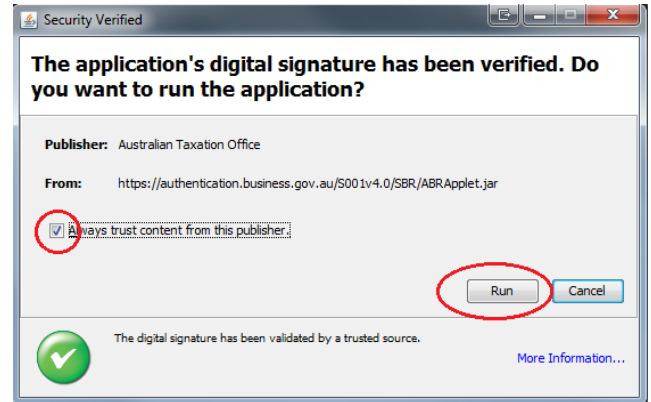 Security Verified
The application's digital signature has been verified. Do
you want to run the application?
Publisher: Australian Taxation Office
From: https://authentication.business.gov.au/S001v4.0/SBR/ABRApplet.jar
Always trust content from this publisher.
Run Cancel
The digital signature has been validated by a trusted source.
More Information...